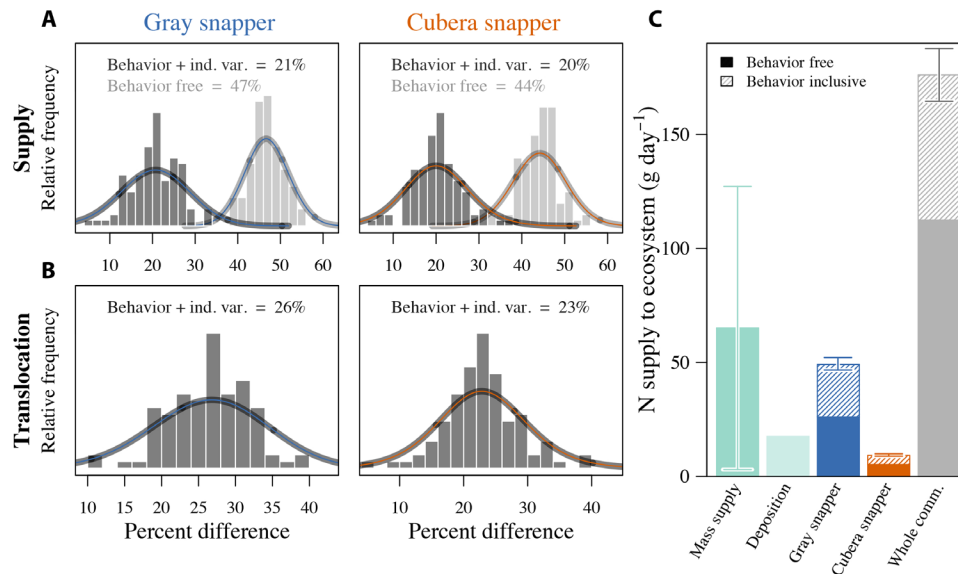 A
Gray snapper
Cubera snapper
Supply
Relative frequency
Behavior + ind. var. = 21%
Behavior free = 47%
10 20 30 40 50 60
Behavior + ind. var. = 20%
Behavior free = 44%
10 20 30 40 50 60
B
Translocation
Relative frequency
Behavior + ind. var. = 26%
10 15 20 25 30 35 40
Percent difference
Behavior + ind. var. = 23%
10 20 30 40
Percent difference
C
N supply to ecosystem (g day⁻¹)
Behavior free
Behavior inclusive
150
100
50
0
Mass supply
Deposition
Gray snapper
Cubera snapper
Whole comm.